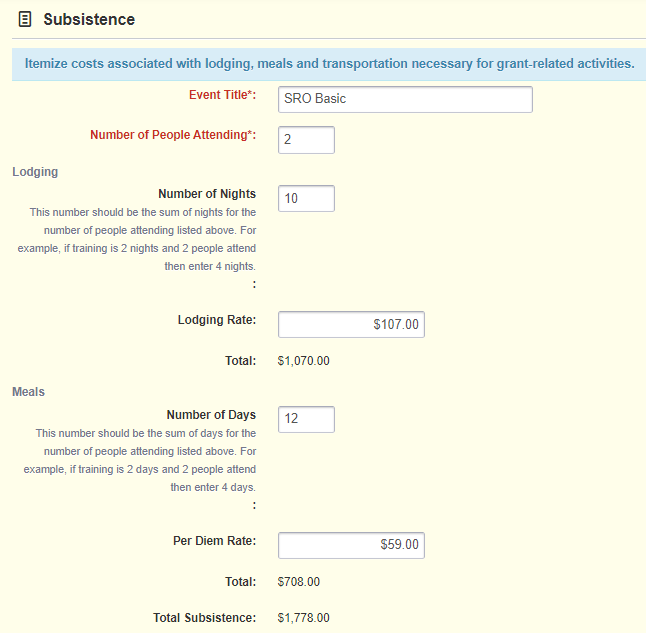 Subsistence
Itemize costs associated with lodging, meals and transportation necessary for grant-related activities.
Event Title*: SRO Basic
Number of People Attending*: 2
Lodging
Number of Nights 10
This number should be the sum of nights for the
number of people attending listed above. For
example, if training is 2 nights and 2 people attend
then enter 4 nights.
:
Lodging Rate: $107.00
Total: $1,070.00
Meals
Number of Days 12
This number should be the sum of days for the
number of people attending listed above. For
example, if training is 2 days and 2 people attend
then enter 4 days.
:
Per Diem Rate: $59.00
Total: $708.00
Total Subsistence: $1,778.00